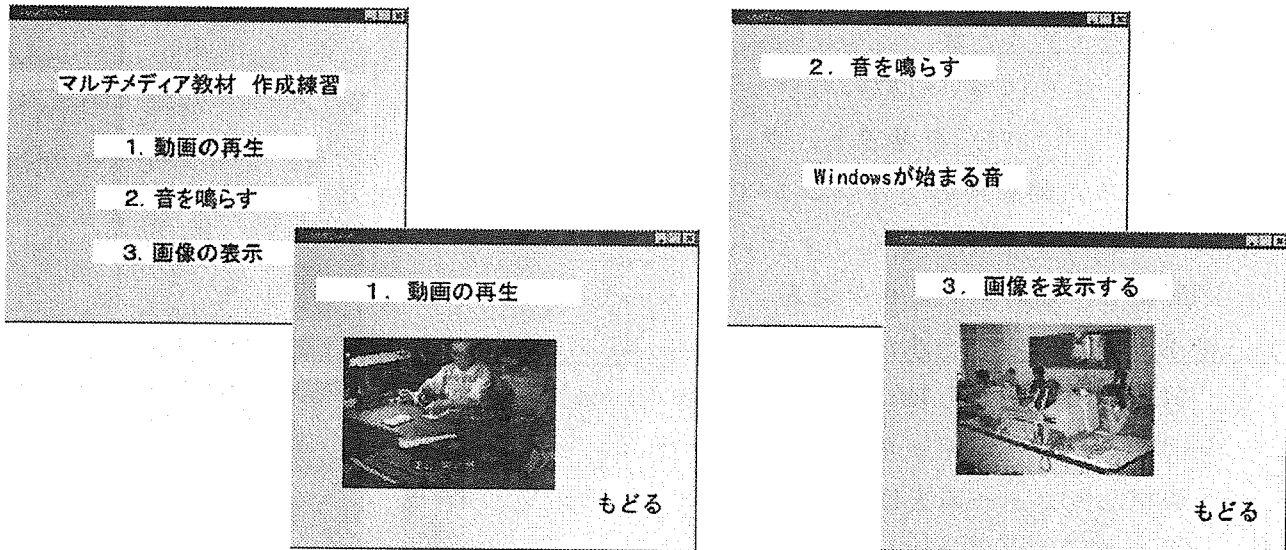 マルチメディア教材 作成練習
1. 動画の再生
2. 音を鳴らす
3. 画像の表示
1. 動画の再生
もどる
2. 音を鳴らす
Windowsが始まる音
3. 画像を表示する
もどる